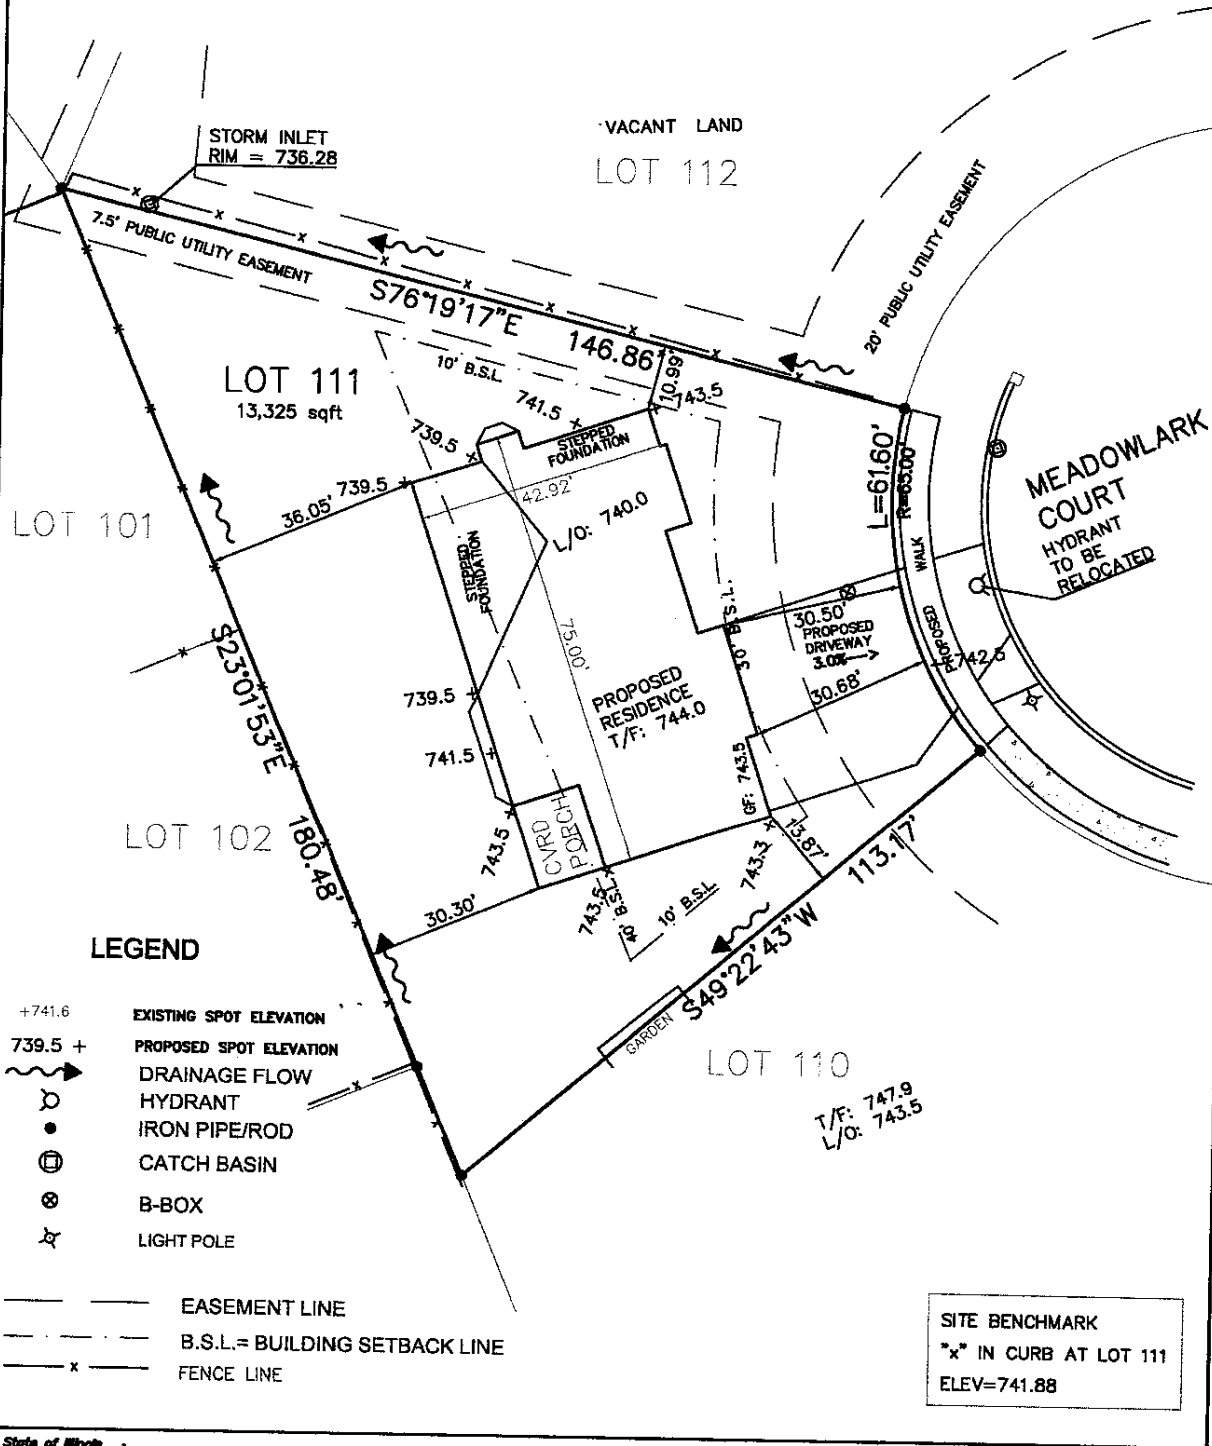 VACANT LAND
LOT 112
STORM INLET
RIM = 736.28
7.5' PUBLIC UTILITY EASEMENT
20' PUBLIC UTILITY EASEMENT
S76°19'17"E 146.86'
10' B.S.L.
10.99'
743.5
LOT 111
13,325 sqft
741.5
739.5
STEPPED
FOUNDATION
739.5
36.05'
42.92'
L/O: 740.0
L=61.60'
R=65.00'
MEADOWLARK
COURT
HYDRANT
TO BE
RELOCATED
LOT 101
STEPPED
FOUNDATION
WALK
PROPOSED
30' B.S.L.
30.50'
PROPOSED
DRIVEWAY
3.0%
742.5
30.68'
75.00'
S23°01'53"E 180.48'
739.5
PROPOSED
RESIDENCE
T/F: 744.0
741.5
GF: 743.5
LOT 102
743.5
CVRD
PORCH
743.3
13.87'
113.17'
30.30'
743.5
40' B.S.L.
10' B.S.L.
S49°22'43"W
GARDEN
LOT 110
T/F: 747.9
L/O: 743.5
LEGEND
+741.6 EXISTING SPOT ELEVATION
739.5 + PROPOSED SPOT ELEVATION
DRAINAGE FLOW
HYDRANT
IRON PIPE/ROD
CATCH BASIN
B-BOX
LIGHT POLE
EASEMENT LINE
B.S.L.= BUILDING SETBACK LINE
x FENCE LINE
SITE BENCHMARK
"x" IN CURB AT LOT 111
ELEV=741.88
State of Illinois